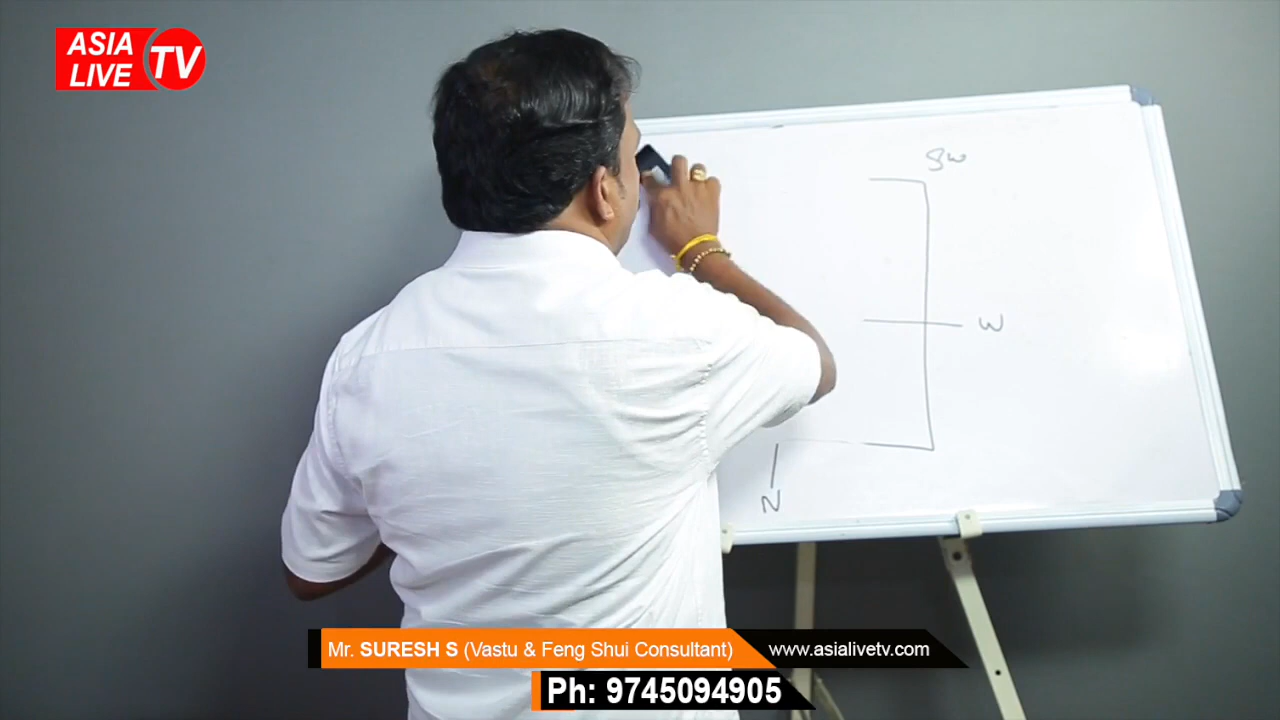 ASIA
LIVE
TV
SW
W
N
Mr. SURESH S (Vastu & Feng Shui Consultant)
www.asialivetv.com
Ph: 9745094905